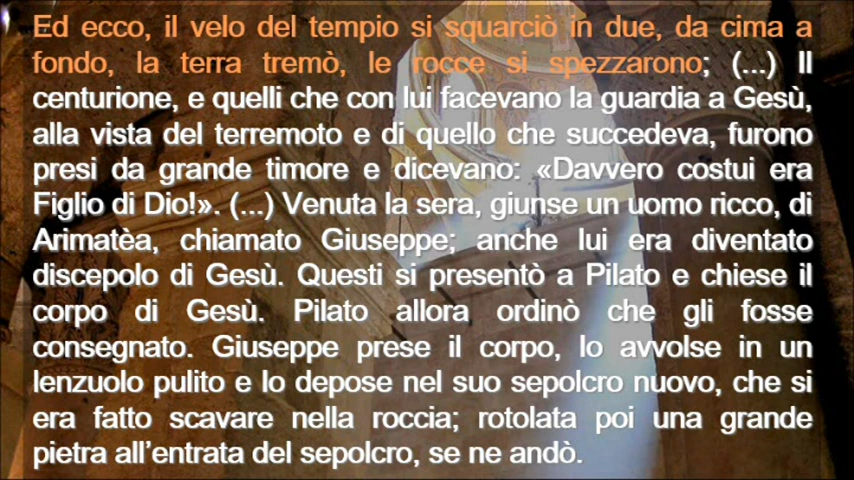 Ed ecco, il velo del tempio si squarciò in due, da cima a
fondo, la terra tremò, le rocce si spezzarono; (...) Il
centurione, e quelli che con lui facevano la guardia a Gesù,
alla vista del terremoto e di quello che succedeva, furono
presi da grande timore e dicevano: «Davvero costui era
Figlio di Dio!». (...) Venuta la sera, giunse un uomo ricco, di
Arimatèa, chiamato Giuseppe; anche lui era diventato
discepolo di Gesù. Questi si presentò a Pilato e chiese il
corpo di Gesù. Pilato allora ordinò che gli fosse
consegnato. Giuseppe prese il corpo, lo avvolse in un
lenzuolo pulito e lo depose nel suo sepolcro nuovo, che si
era fatto scavare nella roccia; rotolata poi una grande
pietra all’entrata del sepolcro, se ne andò.